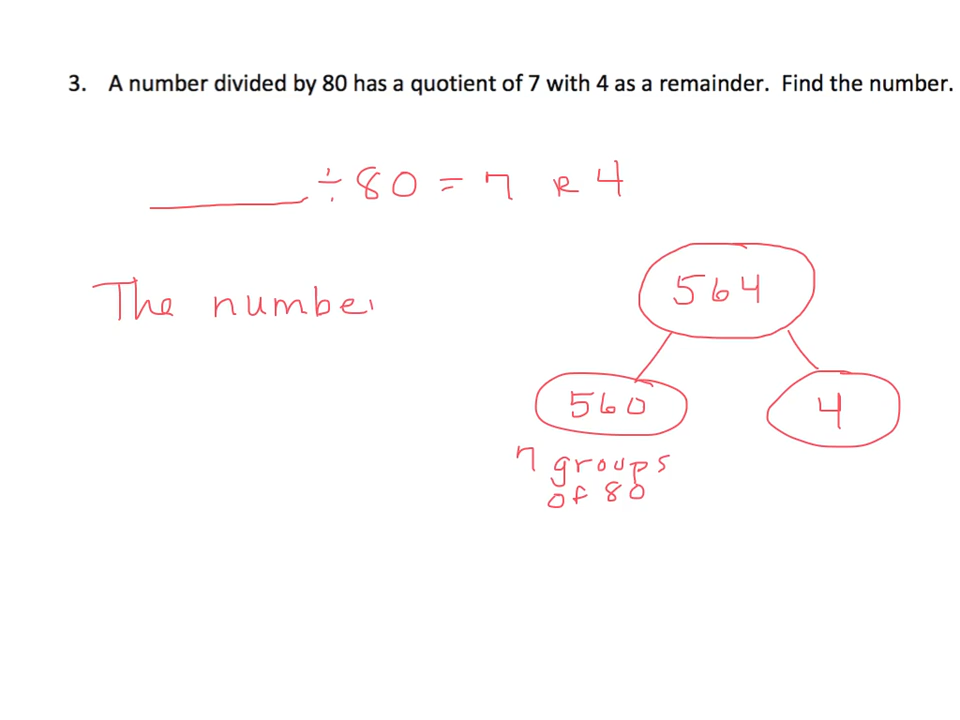 3. A number divided by 80 has a quotient of 7 with 4 as a remainder. Find the number.
______ ÷ 80 = 7 R 4
The number
564
560
4
7 groups
of 80